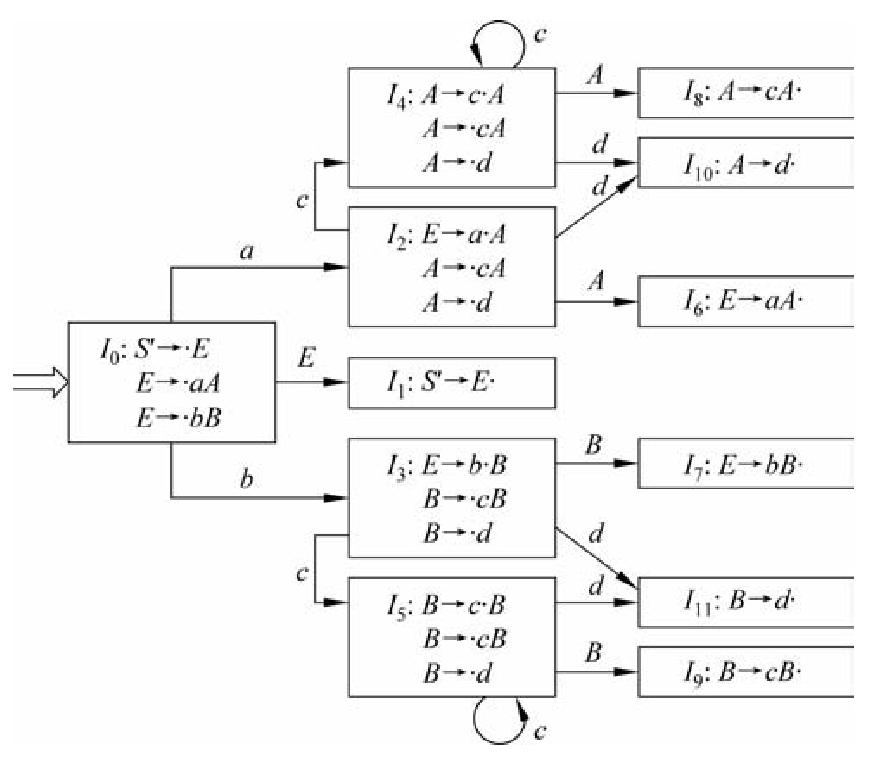 c
I₄: A→c·A
A→·cA
A→·d
A
I₈: A→cA·
d
I₁₀: A→d·
d
c
I₂: E→a·A
A→·cA
A→·d
a
A
I₆: E→aA·
I₀: S'→·E
E→·aA
E→·bB
E
I₁: S'→E·
b
I₃: E→b·B
B→·cB
B→·d
B
I₇: E→bB·
d
c
I₅: B→c·B
B→·cB
B→·d
d
I₁₁: B→d·
B
I₉: B→cB·
c